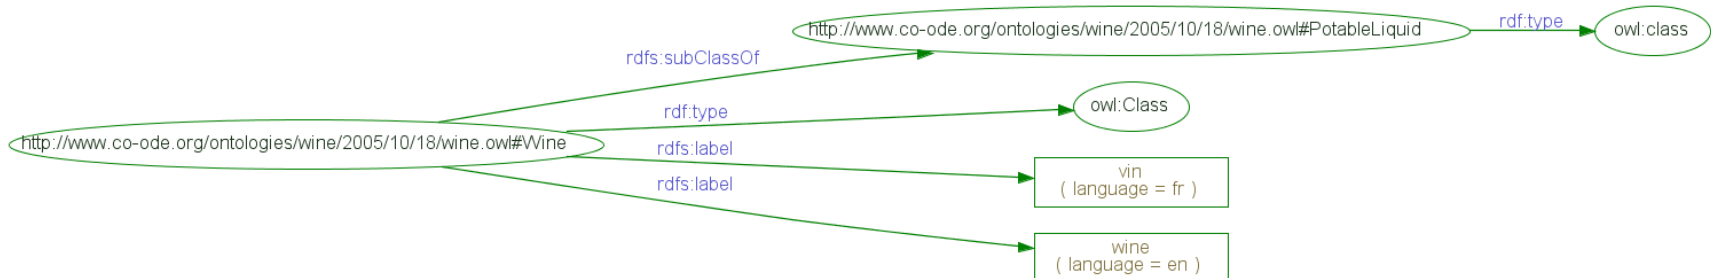 http://www.co-ode.org/ontologies/wine/2005/10/18/wine.owl#PotableLiquid
rdf:type
owl:class
rdfs:subClassOf
rdf:type
owl:Class
http://www.co-ode.org/ontologies/wine/2005/10/18/wine.owl#Wine
rdfs:label
vin
( language = fr )
rdfs:label
wine
( language = en )